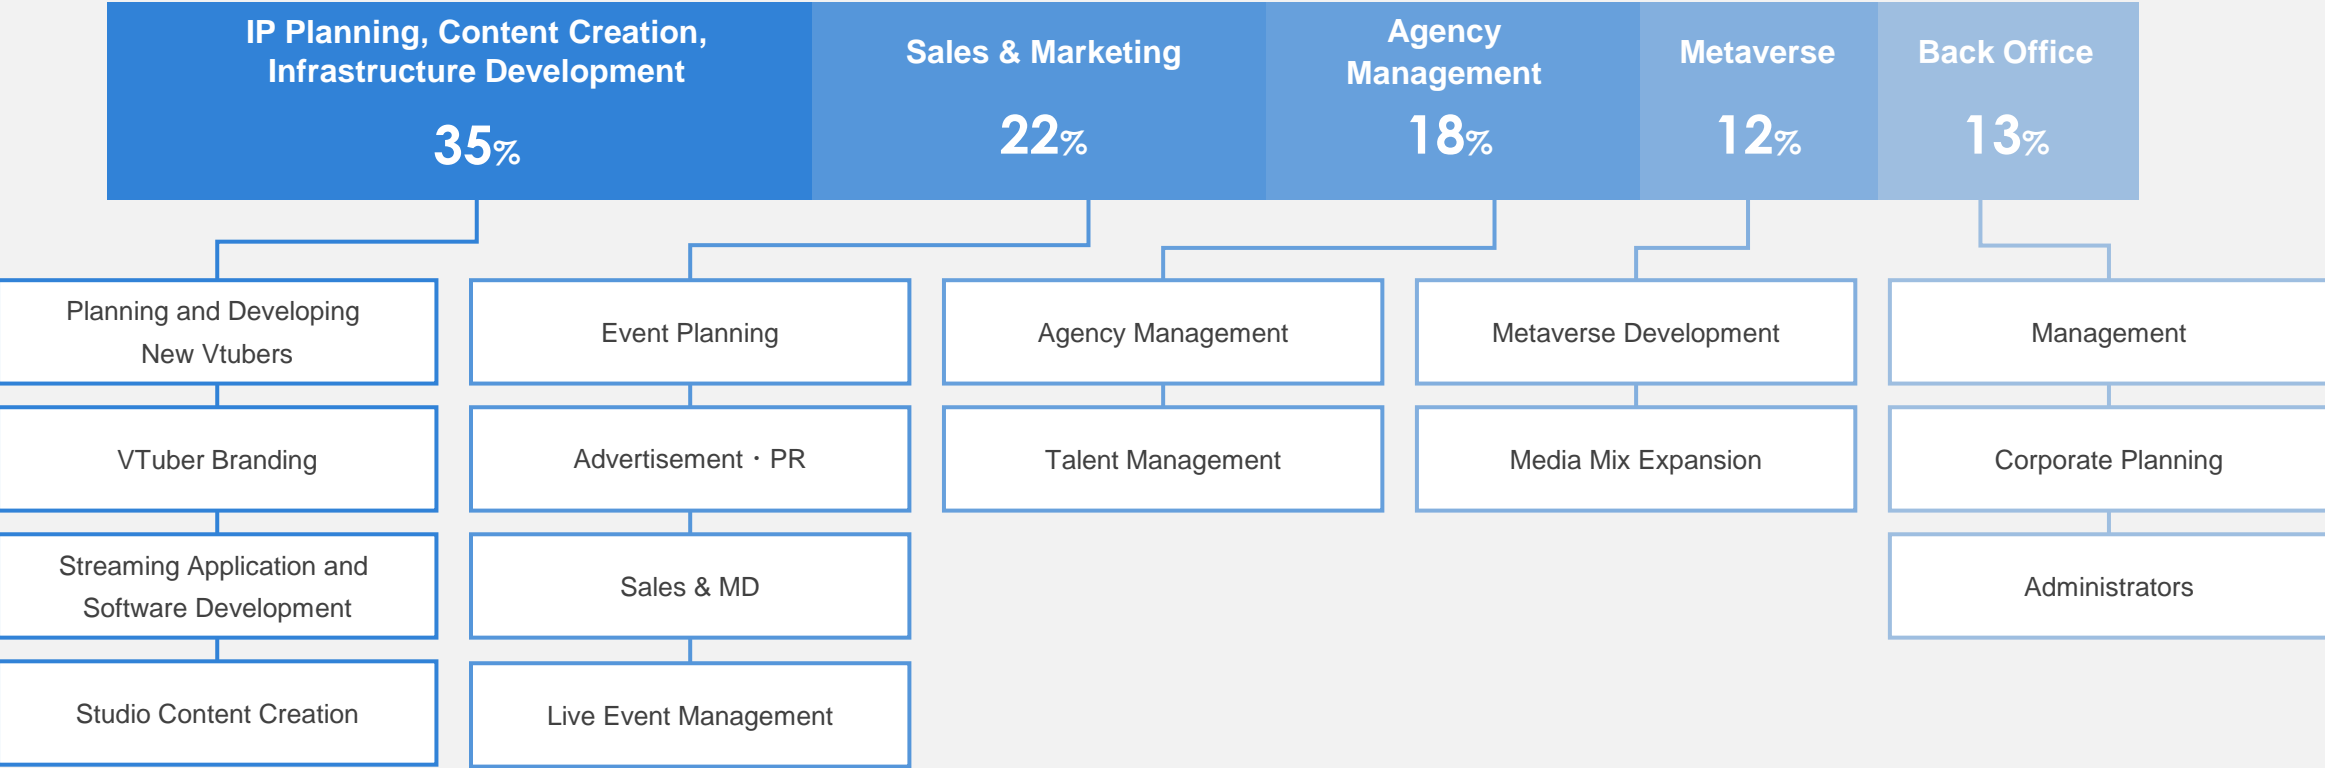 IP Planning, Content Creation,
Infrastructure Development
35%
Sales & Marketing
22%
Agency
Management
18%
Metaverse
12%
Back Office
13%
Planning and Developing
New Vtubers
VTuber Branding
Streaming Application and
Software Development
Studio Content Creation
Event Planning
Advertisement・PR
Sales & MD
Live Event Management
Agency Management
Talent Management
Metaverse Development
Media Mix Expansion
Management
Corporate Planning
Administrators